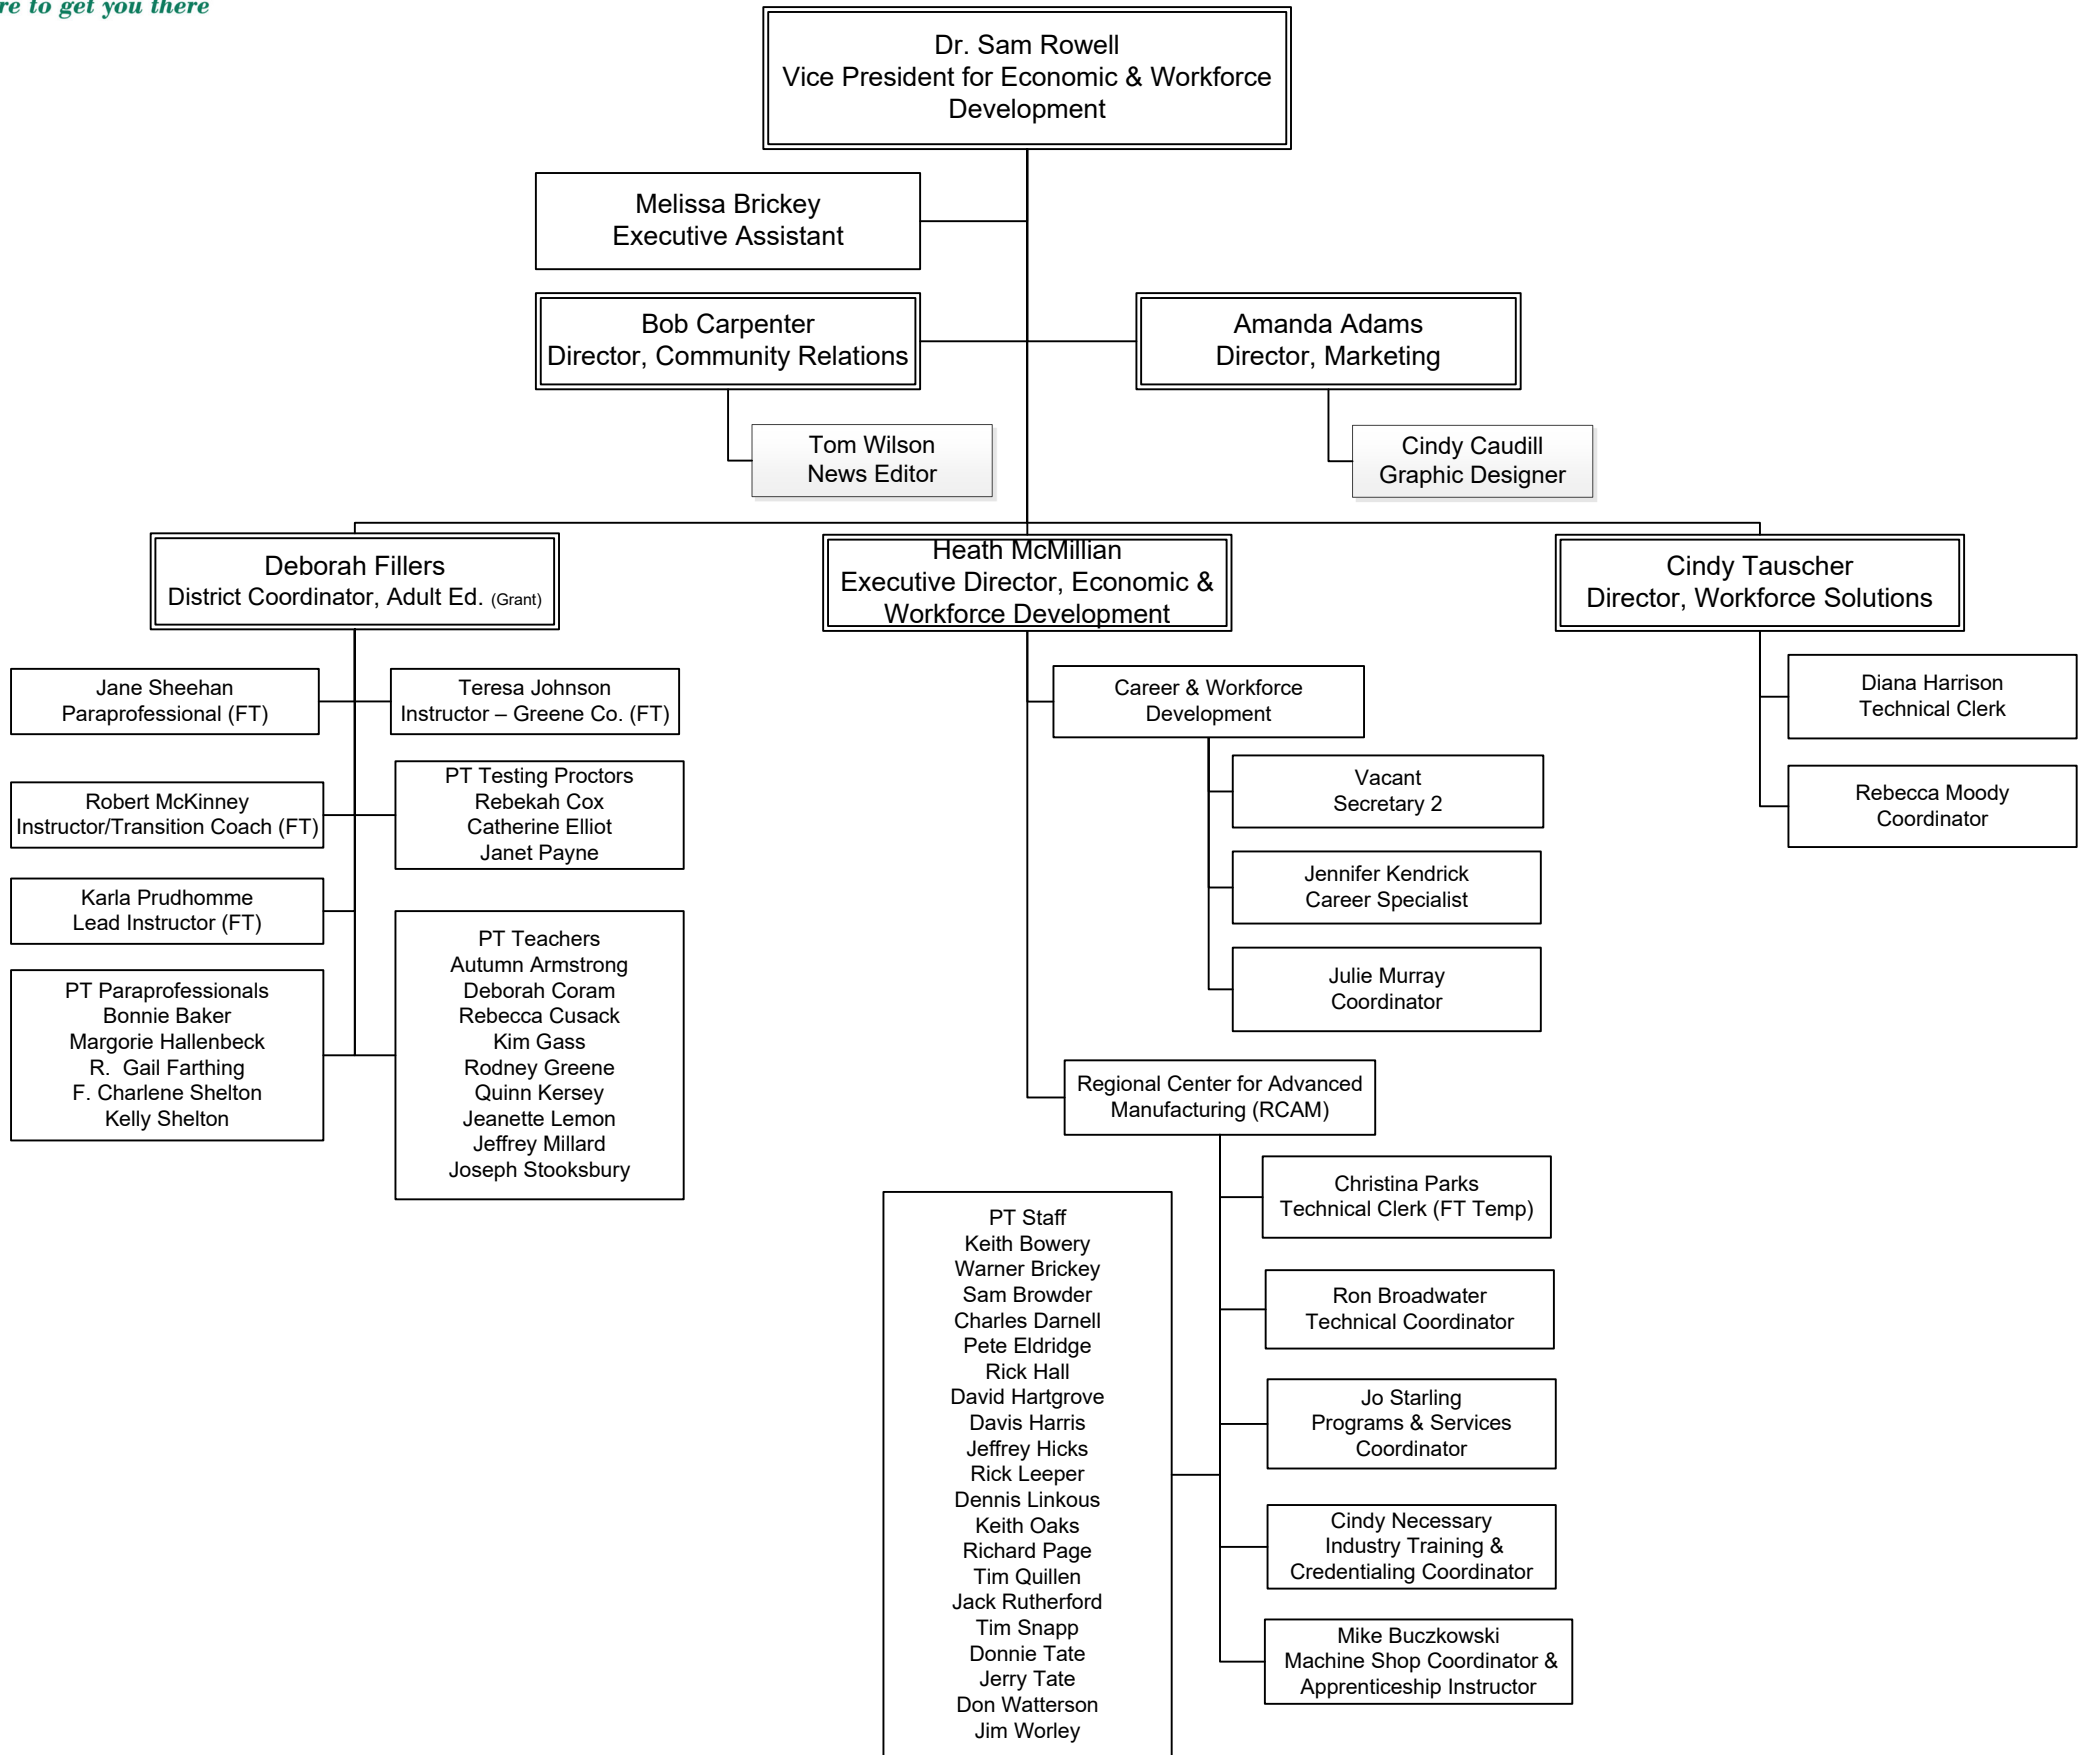 re to get you there
Dr. Sam Rowell
Vice President for Economic & Workforce
Development
Melissa Brickey
Executive Assistant
Bob Carpenter
Director, Community Relations
Amanda Adams
Director, Marketing
Tom Wilson
News Editor
Cindy Caudill
Graphic Designer
Deborah Fillers
District Coordinator, Adult Ed. (Grant)
Heath McMillian
Executive Director, Economic &
Workforce Development
Cindy Tauscher
Director, Workforce Solutions
Jane Sheehan
Paraprofessional (FT)
Teresa Johnson
Instructor – Greene Co. (FT)
Robert McKinney
Instructor/Transition Coach (FT)
PT Testing Proctors
Rebekah Cox
Catherine Elliot
Janet Payne
Karla Prudhomme
Lead Instructor (FT)
PT Paraprofessionals
Bonnie Baker
Margorie Hallenbeck
R.  Gail Farthing
F. Charlene Shelton
Kelly Shelton
PT Teachers
Autumn Armstrong
Deborah Coram
Rebecca Cusack
Kim Gass
Rodney Greene
Quinn Kersey
Jeanette Lemon
Jeffrey Millard
Joseph Stooksbury
Career & Workforce
Development
Vacant
Secretary 2
Jennifer Kendrick
Career Specialist
Julie Murray
Coordinator
Regional Center for Advanced
Manufacturing (RCAM)
PT Staff
Keith Bowery
Warner Brickey
Sam Browder
Charles Darnell
Pete Eldridge
Rick Hall
David Hartgrove
Davis Harris
Jeffrey Hicks
Rick Leeper
Dennis Linkous
Keith Oaks
Richard Page
Tim Quillen
Jack Rutherford
Tim Snapp
Donnie Tate
Jerry Tate
Don Watterson
Jim Worley
Christina Parks
Technical Clerk (FT Temp)
Ron Broadwater
Technical Coordinator
Jo Starling
Programs & Services
Coordinator
Cindy Necessary
Industry Training &
Credentialing Coordinator
Mike Buczkowski
Machine Shop Coordinator &
Apprenticeship Instructor
Diana Harrison
Technical Clerk
Rebecca Moody
Coordinator